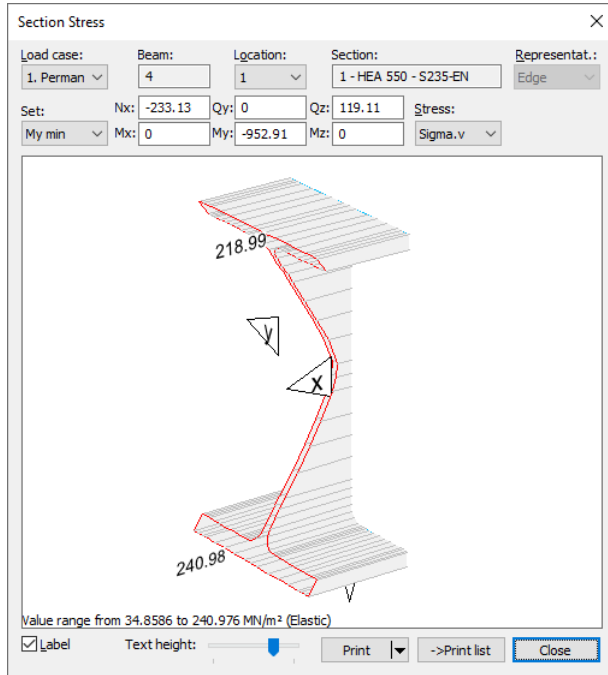 Section Stress
Load case: Beam: Location: Section: Representat.:
1. Perman 4 1 1 - HEA 550 - S235-EN Edge
Set: Nx: -233.13 Qy: 0 Qz: 119.11 Stress:
My min Mx: 0 My: -952.91 Mz: 0 Sigma.v
218.99
y
x
240.98
Value range from 34.8586 to 240.976 MN/m² (Elastic)
Label Text height: Print ->Print list Close